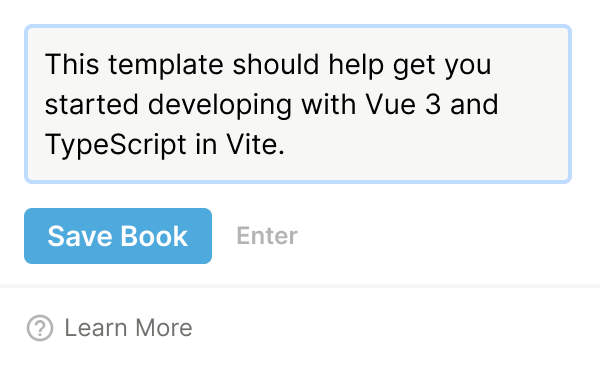 This template should help get you
started developing with Vue 3 and
TypeScript in Vite.
Save Book
Enter
Learn More